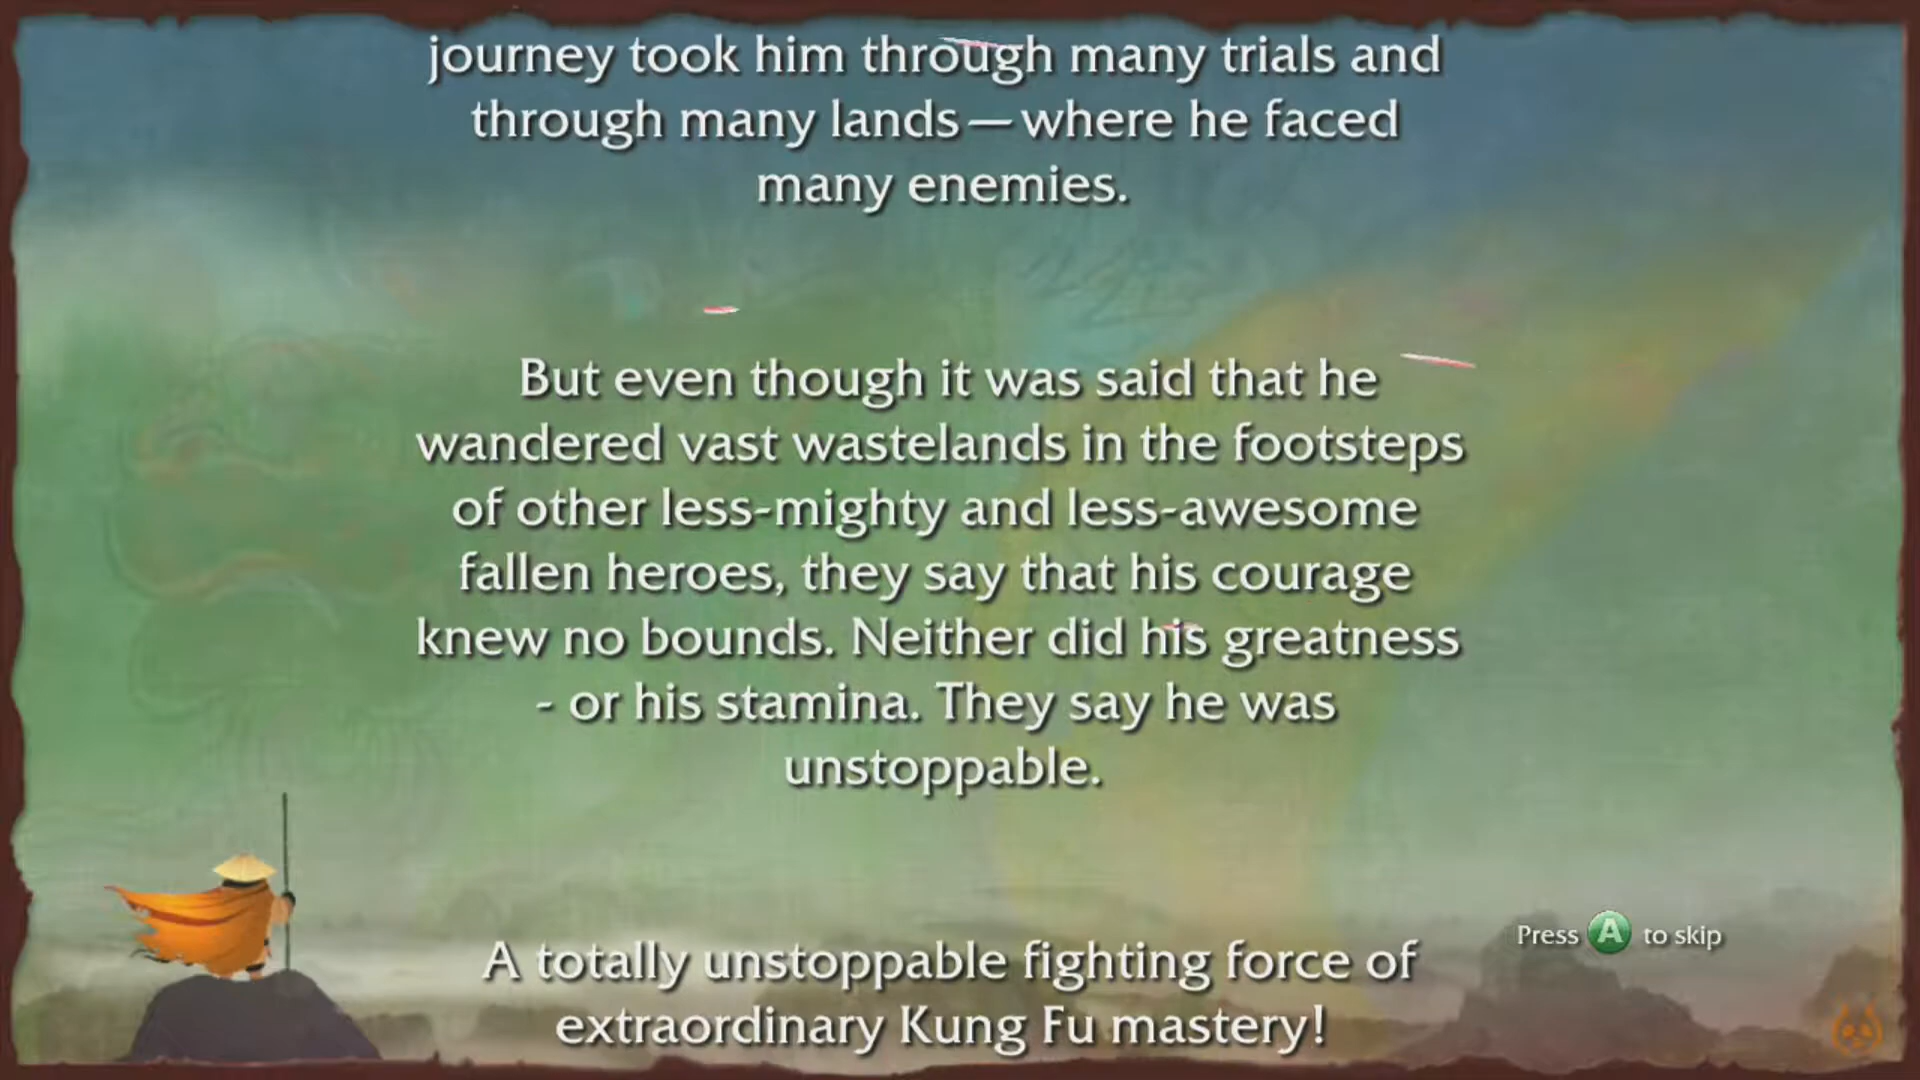 journey took him through many trials and
through many lands—where he faced
many enemies.
But even though it was said that he
wandered vast wastelands in the footsteps
of other less-mighty and less-awesome
fallen heroes, they say that his courage
knew no bounds. Neither did his greatness
- or his stamina. They say he was
unstoppable.
A totally unstoppable fighting force of
extraordinary Kung Fu mastery!
Press A to skip